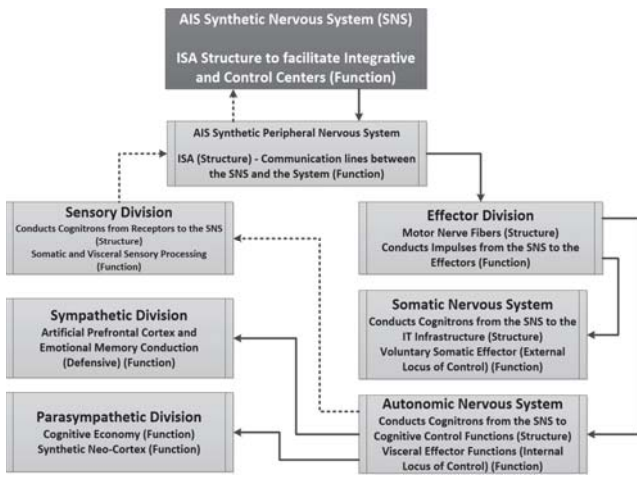 AIS Synthetic Nervous System (SNS)
ISA Structure to facilitate Integrative
and Control Centers (Function)
AIS Synthetic Peripheral Nervous System
ISA (Structure) - Communication lines between
the SNS and the System (Function)
Sensory Division
Conducts Cognitrons from Receptors to the SNS
(Structure)
Somatic and Visceral Sensory Processing
(Function)
Effector Division
Motor Nerve Fibers (Structure)
Conducts Impulses from the SNS to the
Effectors (Function)
Sympathetic Division
Artificial Prefrontal Cortex and
Emotional Memory Conduction
(Defensive) (Function)
Somatic Nervous System
Conducts Cognitrons from the SNS to the
IT Infrastructure (Structure)
Voluntary Somatic Effector (External
Locus of Control) (Function)
Parasympathetic Division
Cognitive Economy (Function)
Synthetic Neo-Cortex (Function)
Autonomic Nervous System
Conducts Cognitrons from the SNS to
Cognitive Control Functions (Structure)
Visceral Effector Functions (Internal
Locus of Control) (Function)